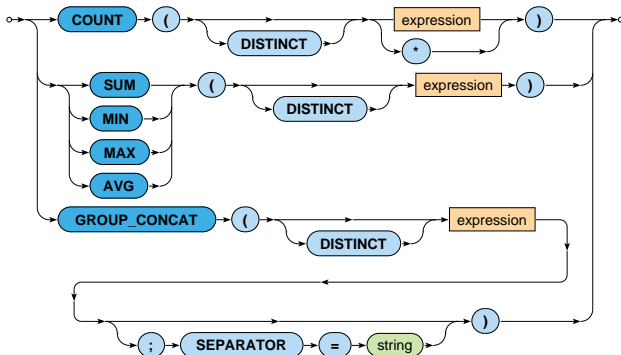 COUNT ( DISTINCT expression * )
SUM ( DISTINCT expression )
MIN
MAX
AVG
GROUP_CONCAT ( DISTINCT expression
; SEPARATOR = string )